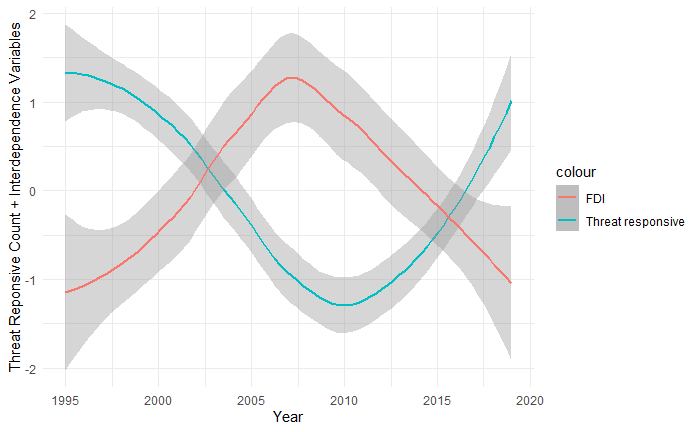 Threat Reponsive Count + Interdependence Variables
2
1
0
-1
-2
1995
2000
2005
2010
2015
2020
Year
colour
FDI
Threat responsive